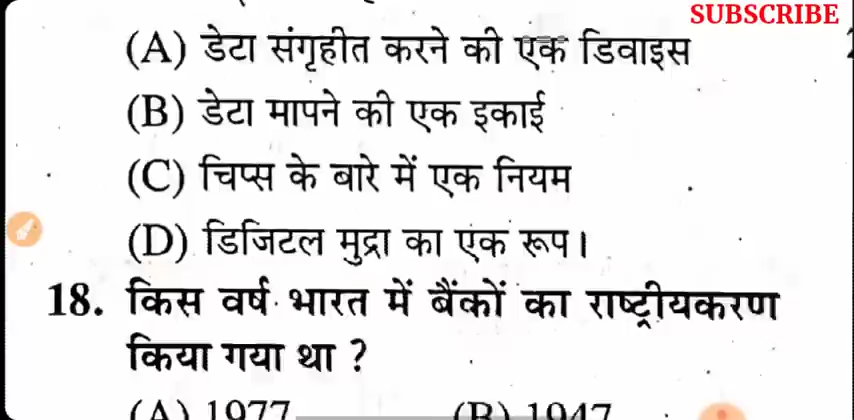 SUBSCRIBE
(A) डेटा संगृहीत करने की एक डिवाइस
(B) डेटा मापने की एक इकाई
(C) चिप्स के बारे में एक नियम
(D) डिजिटल मुद्रा का एक रूप।
18. किस वर्ष भारत में बैंकों का राष्ट्रीयकरण
किया गया था ?
(A) 1977 (B) 1947